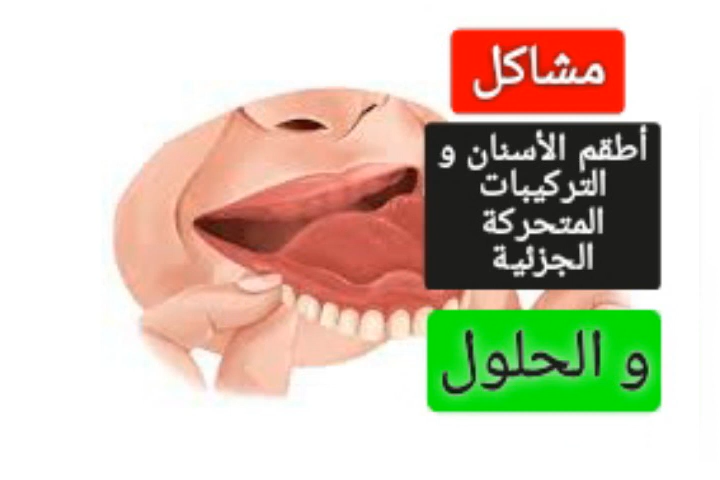 مشاكل
أطقم الأسنان و
التركيبات
المتحركة
الجزئية
و الحلول